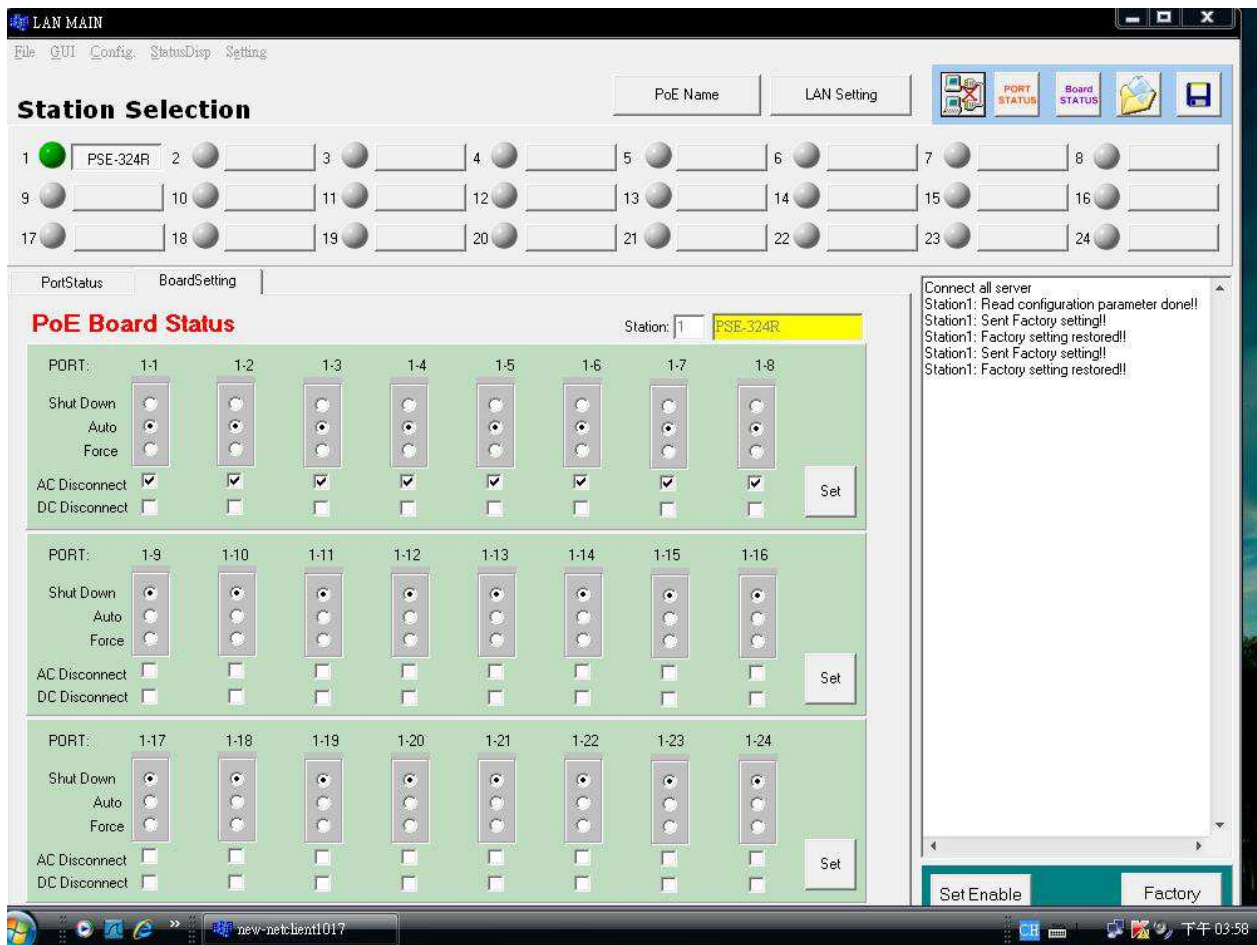 LAN MAIN
File GUI Config. StatusDisp Setting
Station Selection
PoE Name
LAN Setting
PORT STATUS
Board STATUS
1 PSE-324R 2 3 4 5 6 7 8
9 10 11 12 13 14 15 16
17 18 19 20 21 22 23 24
PortStatus BoardSetting
PoE Board Status
Station: 1 PSE-324R
PORT: 1-1 1-2 1-3 1-4 1-5 1-6 1-7 1-8
Shut Down
Auto
Force
AC Disconnect
DC Disconnect
Set
PORT: 1-9 1-10 1-11 1-12 1-13 1-14 1-15 1-16
Shut Down
Auto
Force
AC Disconnect
DC Disconnect
Set
PORT: 1-17 1-18 1-19 1-20 1-21 1-22 1-23 1-24
Shut Down
Auto
Force
AC Disconnect
DC Disconnect
Set
Connect all server
Station1: Read configuration parameter done!!
Station1: Sent Factory setting!!
Station1: Factory setting restored!!
Station1: Sent Factory setting!!
Station1: Factory setting restored!!
Set Enable
Factory
new-netclient1017
CH
下午 03:58